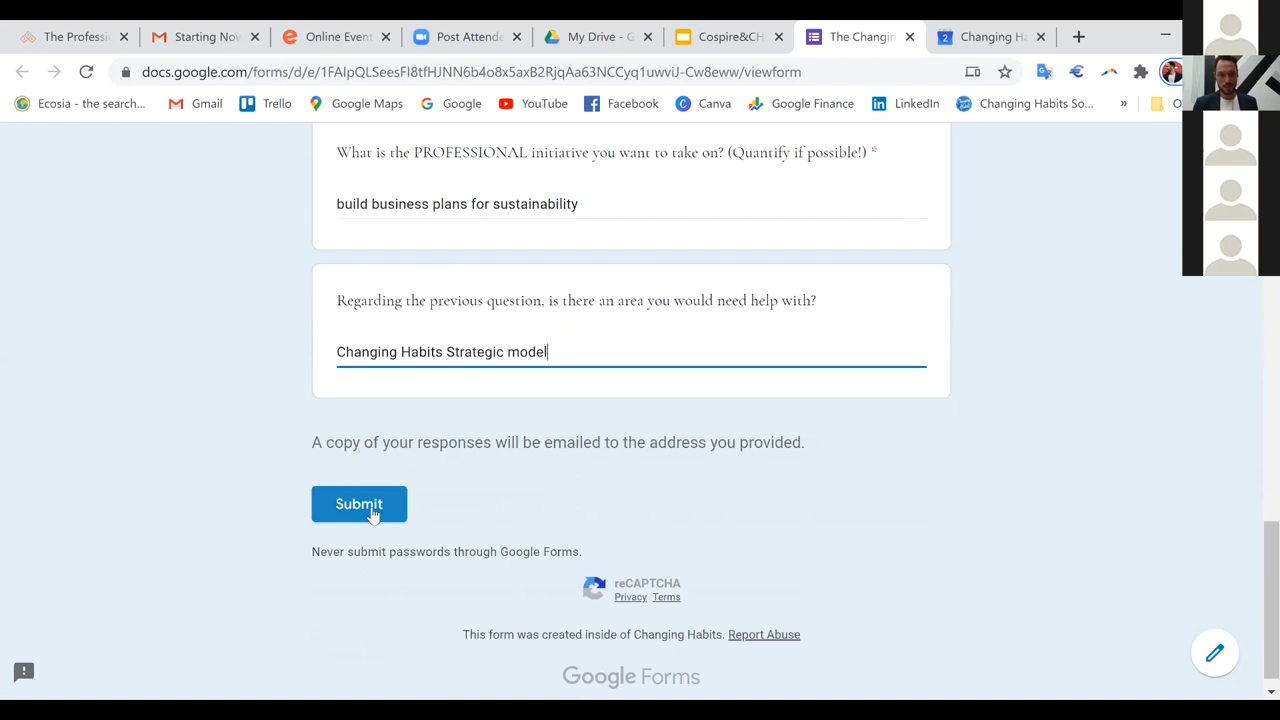 The Professi
Starting Nov
Online Event
Post Attende
My Drive - G
Cospire&CH
The Changin
Changing Ha
docs.google.com/forms/d/e/1FAIpQLSeesFI8tfHJNN6b4o8x5axB2RjqAa63NCCyq1uwviJ-Cw8eww/viewform
Ecosia - the search...
Gmail
Trello
Google Maps
Google
YouTube
Facebook
Canva
Google Finance
LinkedIn
Changing Habits So...
»
O
What is the PROFESSIONAL initiative you want to take on? (Quantify if possible!) *
build business plans for sustainability
Regarding the previous question, is there an area you would need help with?
Changing Habits Strategic model
A copy of your responses will be emailed to the address you provided.
Submit
Never submit passwords through Google Forms.
reCAPTCHA
Privacy Terms
This form was created inside of Changing Habits. Report Abuse
Google Forms